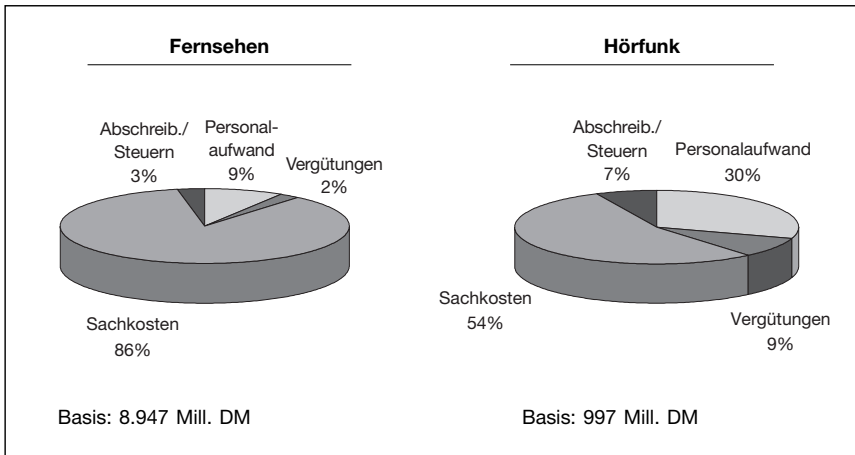 Fernsehen
Abschreib./
Steuern
3%
Personal-
aufwand
9%
Vergütungen
2%
Sachkosten
86%
Basis: 8.947 Mill. DM
Hörfunk
Abschreib./
Steuern
7%
Personalaufwand
30%
Sachkosten
54%
Vergütungen
9%
Basis: 997 Mill. DM